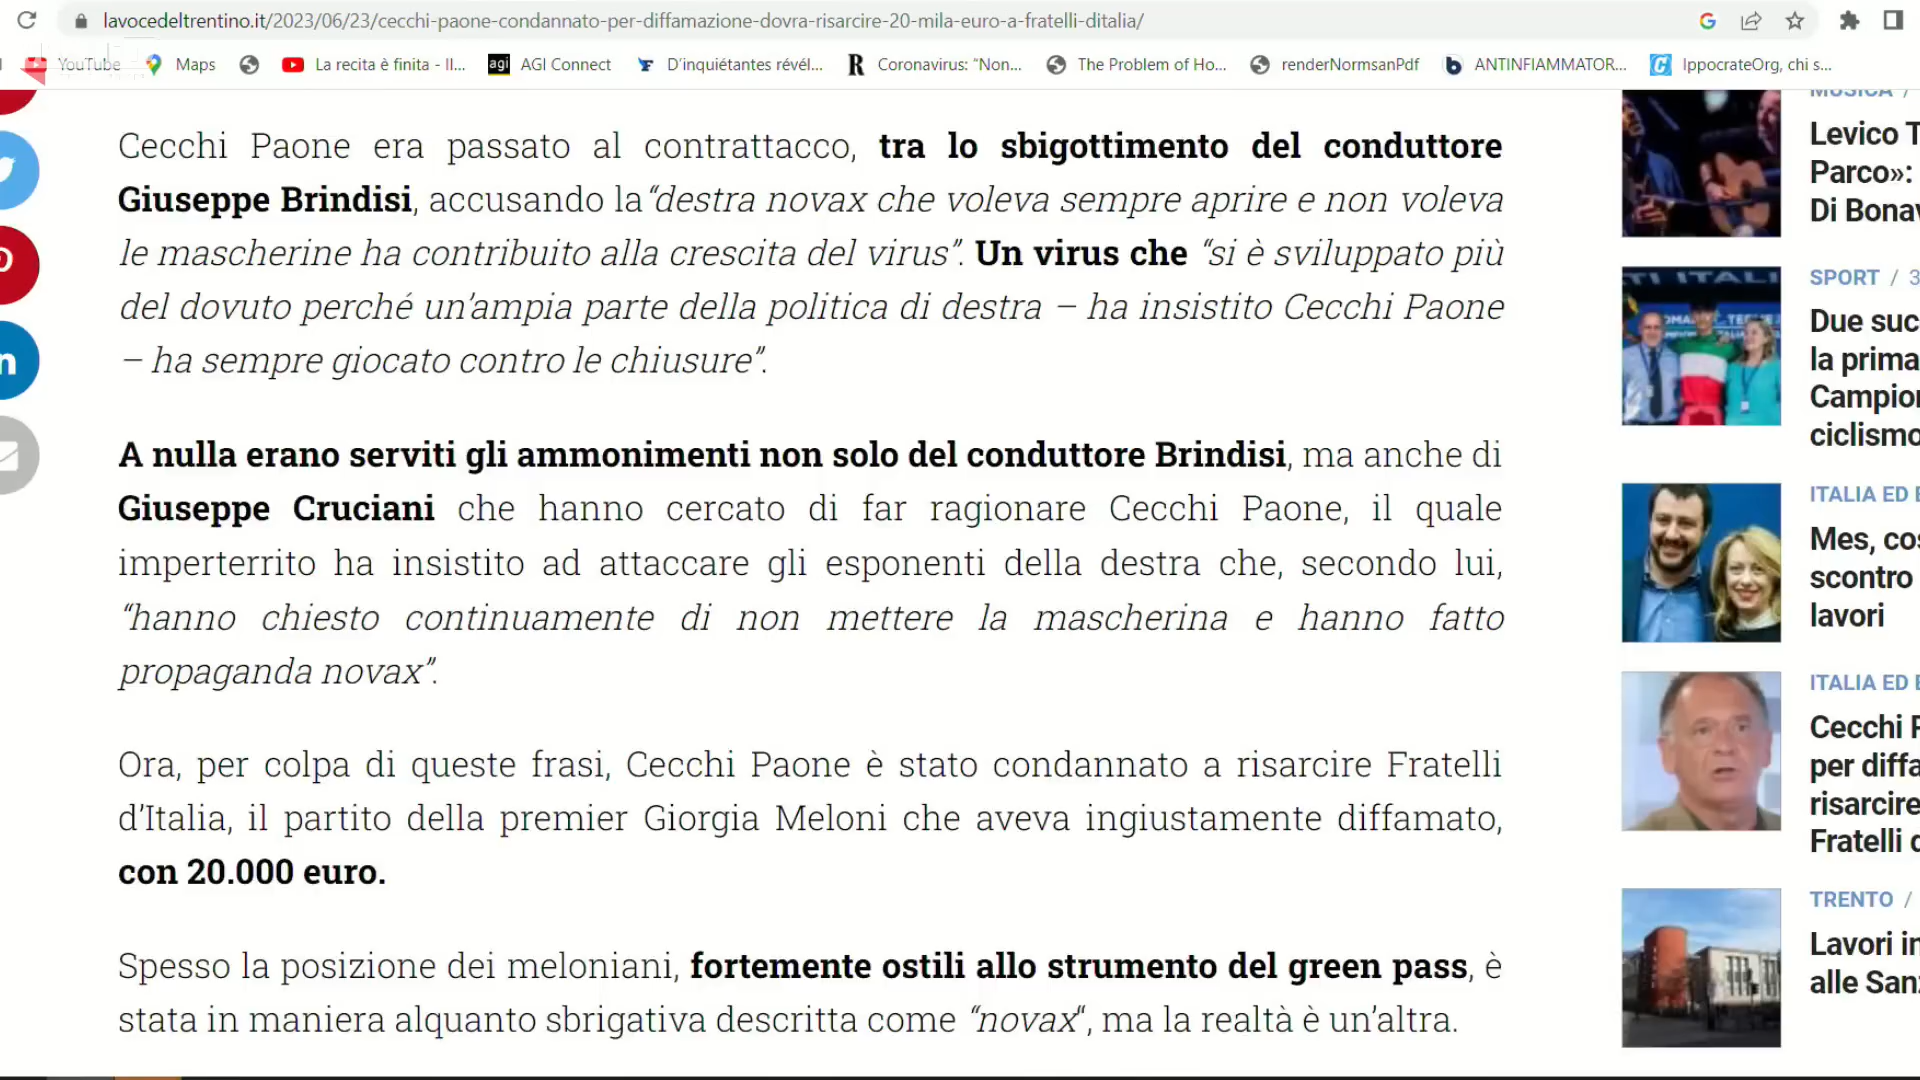 lavocedeltrentino.it/2023/06/23/cecchi-paone-condannato-per-diffamazione-dovra-risarcire-20-mila-euro-a-fratelli-ditalia/
YouTube Maps La recita è finita - Il... agi AGI Connect D'inquiétantes révél... R Coronavirus: "Non... The Problem of Ho... renderNormsanPdf ANTINFIAMMATOR... IppocrateOrg, chi s...
Cecchi Paone era passato al contrattacco, tra lo sbigottimento del conduttore
Giuseppe Brindisi, accusando la “destra novax che voleva sempre aprire e non voleva
le mascherine ha contribuito alla crescita del virus”. Un virus che “si è sviluppato più
del dovuto perché un’ampia parte della politica di destra – ha insistito Cecchi Paone
– ha sempre giocato contro le chiusure”.
A nulla erano serviti gli ammonimenti non solo del conduttore Brindisi, ma anche di
Giuseppe Cruciani che hanno cercato di far ragionare Cecchi Paone, il quale
imperterrito ha insistito ad attaccare gli esponenti della destra che, secondo lui,
“hanno chiesto continuamente di non mettere la mascherina e hanno fatto
propaganda novax”.
Ora, per colpa di queste frasi, Cecchi Paone è stato condannato a risarcire Fratelli
d’Italia, il partito della premier Giorgia Meloni che aveva ingiustamente diffamato,
con 20.000 euro.
Spesso la posizione dei meloniani, fortemente ostili allo strumento del green pass, è
stata in maniera alquanto sbrigativa descritta come “novax“, ma la realtà è un’altra.
MUSICA /
Levico T
Parco»:
Di Bonav
SPORT / 3
Due suc
la prima
Campion
ciclismo
ITALIA ED E
Mes, cos
scontro
lavori
ITALIA ED E
Cecchi P
per diffa
risarcire
Fratelli d
TRENTO /
Lavori in
alle Sanz